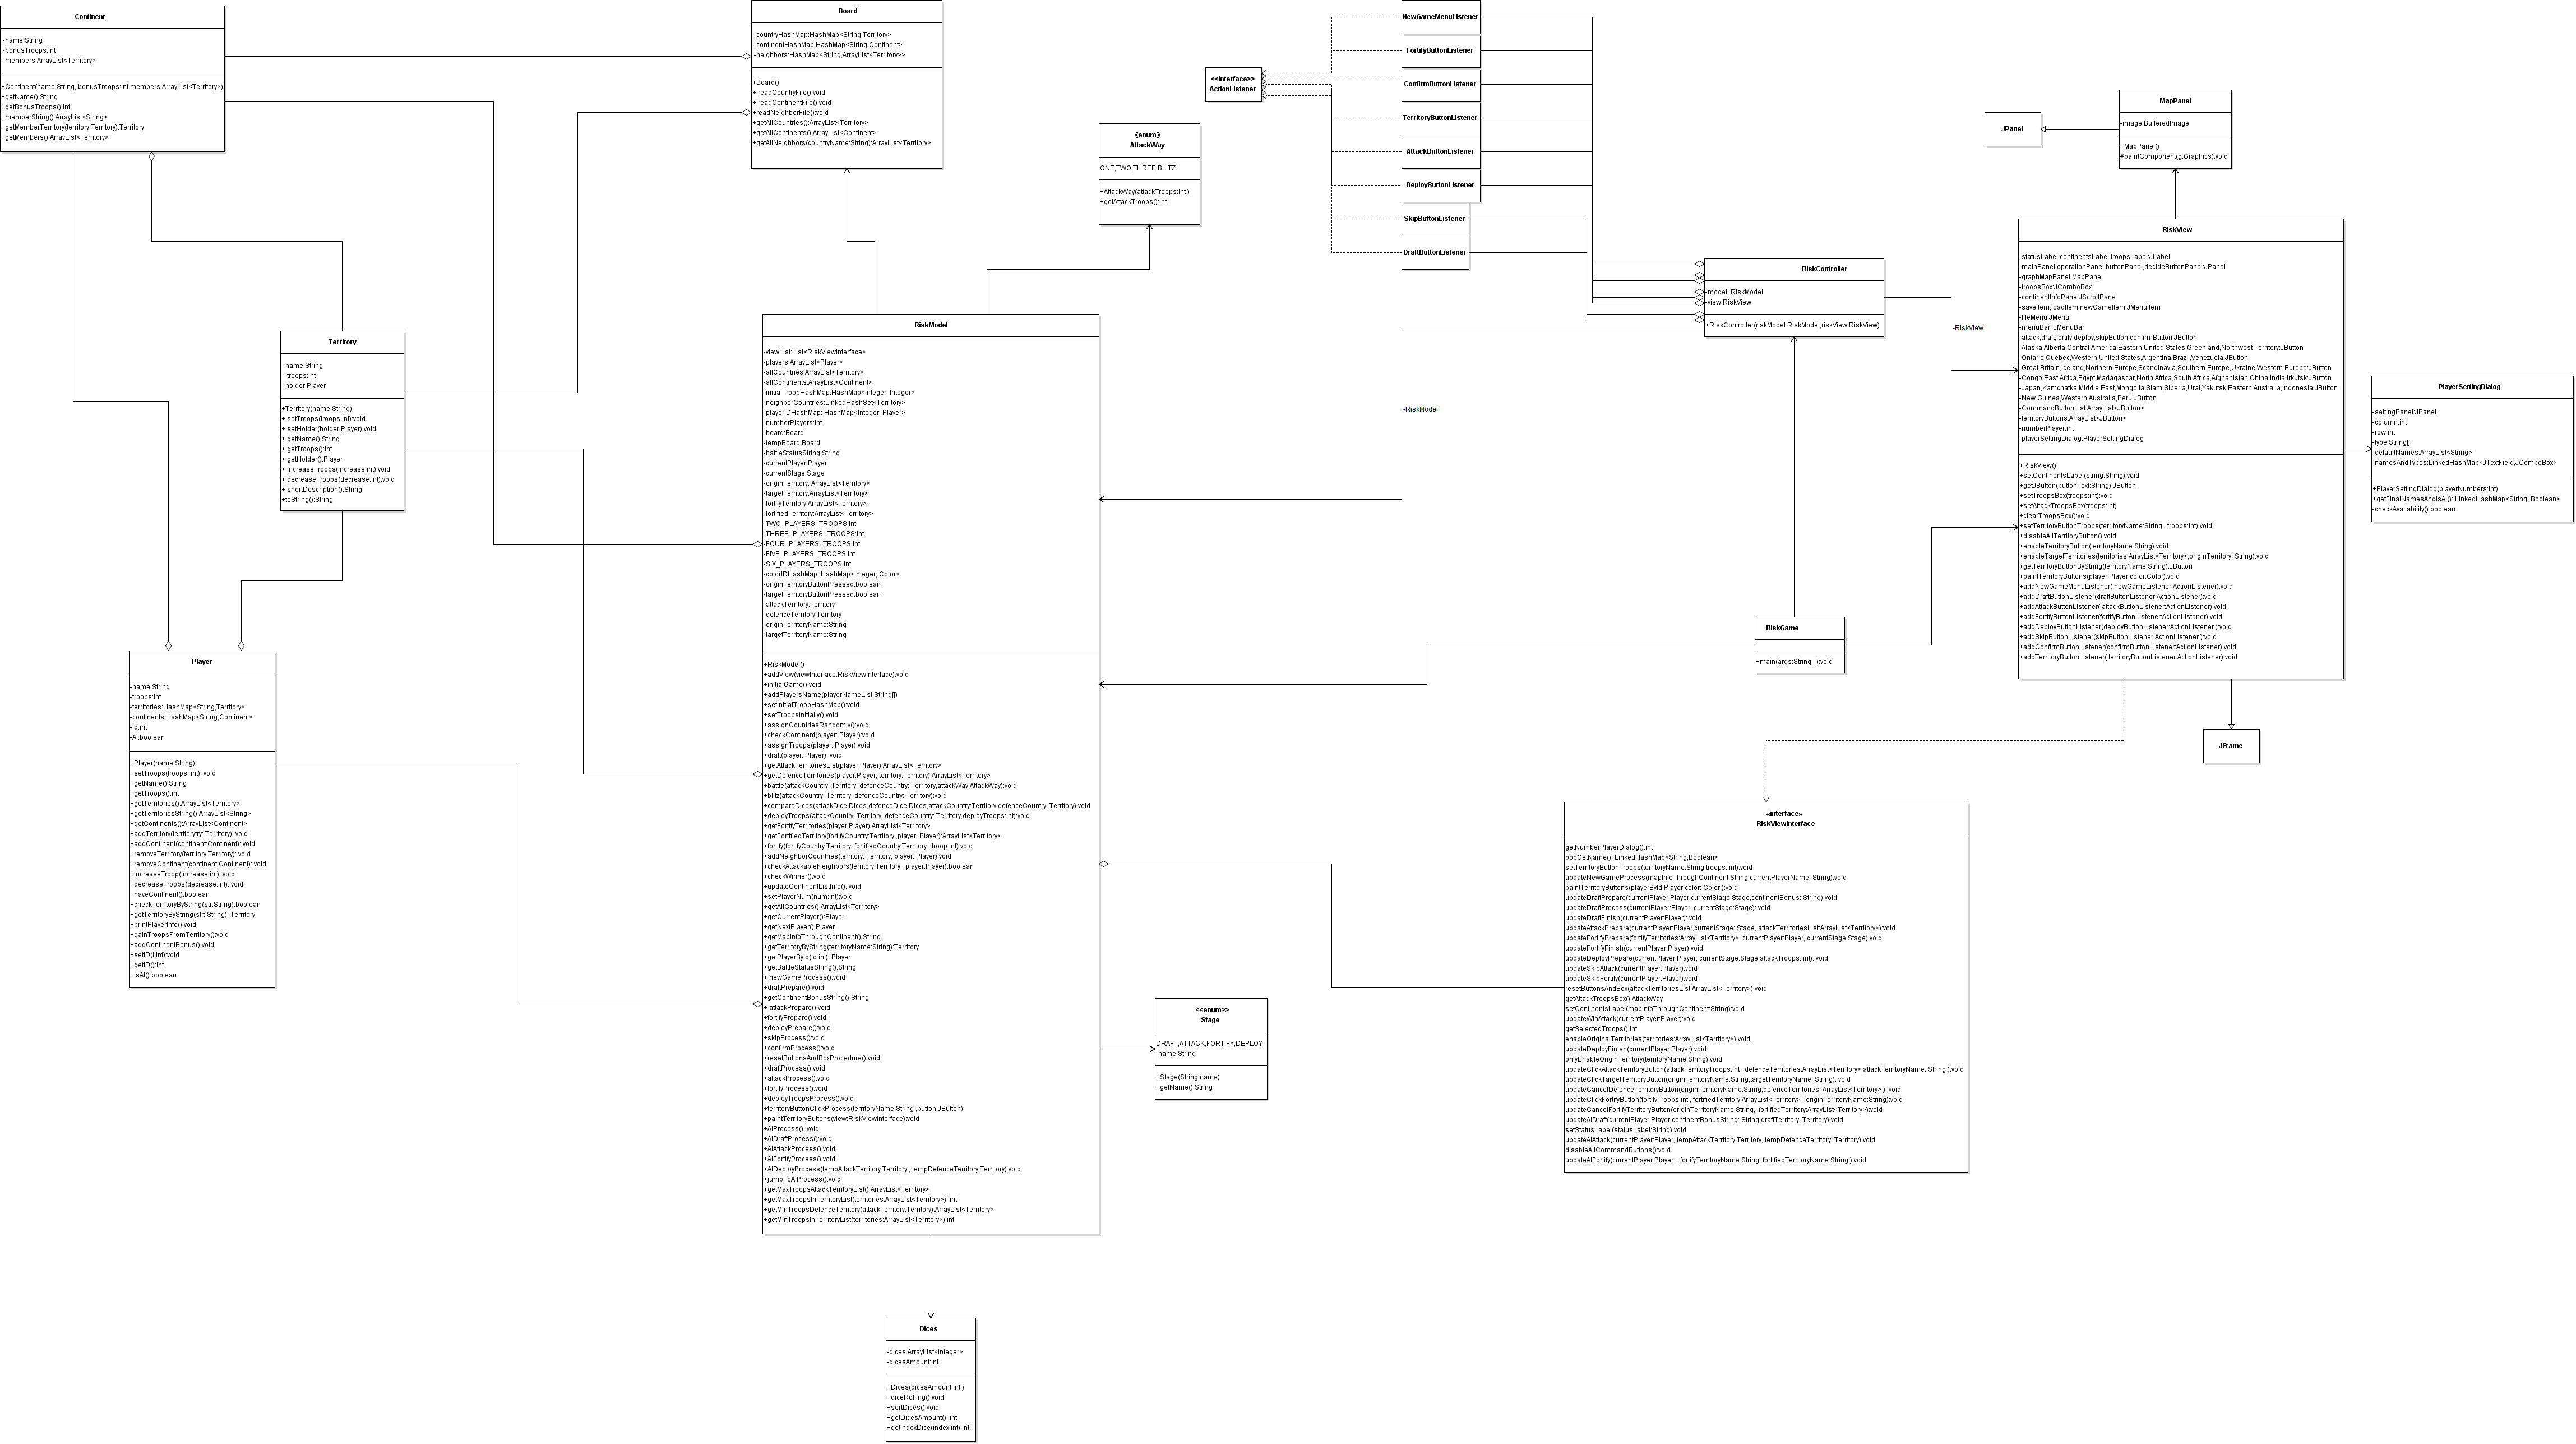 Continent
-name:String
-bonusTroops:int
-members:ArrayList<Territory>
+Continent(name:String, bonusTroops:int members:ArrayList<Territory>)
+getName():String
+getBonusTroops():int
+memberString():ArrayList<String>
+getMemberTerritory(territory:Territory):Territory
+getMembers():ArrayList<Territory>
Board
-countryHashMap:HashMap<String,Territory>
-continentHashMap:HashMap<String,Continent>
-neighbors:HashMap<String,ArrayList<Territory>>
+Board()
+ readCountryFile():void
+ readContinentFile():void
+readNeighborFile():void
+getAllCountries():ArrayList<Territory>
+getAllContinents():ArrayList<Continent>
+getAllNeighbors(countryName:String):ArrayList<Territory>
《enum》
AttackWay
ONE,TWO,THREE,BLITZ
+AttackWay(attackTroops:int )
+getAttackTroops():int
<<interface>>
ActionListener
NewGameMenuListener
FortifyButtonListener
ConfirmButtonListener
TerritoryButtonListener
AttackButtonListener
DeployButtonListener
SkipButtonListener
DraftButtonListener
RiskController
-model: RiskModel
-view:RiskView
+RiskController(riskModel:RiskModel,riskView:RiskView)
-RiskView
-RiskModel
JPanel
MapPanel
-image:BufferedImage
+MapPanel()
#paintComponent(g:Graphics):void
RiskView
-statusLabel,continentsLabel,troopsLabel:JLabel
-mainPanel,operationPanel,buttonPanel,decideButtonPanel:JPanel
-graphMapPanel:MapPanel
-troopsBox:JComboBox
-continentInfoPane:JScrollPane
-saveItem,loadItem,newGameItem:JMenuItem
-fileMenu:JMenu
-menuBar:JMenuBar
-attack,draft,fortify,deploy,skipButton,confirmButton:JButton
-Alaska,Alberta,Central America,Eastern United States,Greenland,Northwest Territory:JButton
-Ontario,Quebec,Western United States,Argentina,Brazil,Venezuela:JButton
-Great Britain,Iceland,Northern Europe,Scandinavia,Southern Europe,Ukraine,Western Europe:JButton
-Congo,East Africa,Egypt,Madagascar,North Africa,South Africa,Afghanistan,China,India,Irkutsk:JButton
-Japan,Kamchatka,Middle East,Mongolia,Siam,Siberia,Ural,Yakutsk,Eastern Australia,Indonesia:JButton
-New Guinea,Western Australia,Peru:JButton
-CommandButtonList:ArrayList<JButton>
-territoryButtons:ArrayList<JButton>
-numberPlayer:int
-playerSettingDialog:PlayerSettingDialog
+RiskView()
+setContinentsLabel(string:String):void
+getJButton(buttonText:String):JButton
+setTroopsBox(troops:int):void
+setAttackTroopsBox(troops:int)
+clearTroopsBox():void
+setTerritoryButtonTroops(territoryName:String , troops:int):void
+disableAllTerritoryButton():void
+enableTerritoryButton(territoryName:String):void
+enableTargetTerritories(territories:ArrayList<Territory>,originTerritory: String):void
+getTerritoryButtonByString(territoryName:String):JButton
+paintTerritoryButtons(player:Player,color:Color):void
+addNewGameMenuListener( newGameListener:ActionListener):void
+addDraftButtonListener(draftButtonListener:ActionListener):void
+addAttackButtonListener( attackButtonListener:ActionListener):void
+addFortifyButtonListener(fortifyButtonListener:ActionListener):void
+addDeployButtonListener(deployButtonListener:ActionListener ):void
+addSkipButtonListener(skipButtonListener:ActionListener ):void
+addConfirmButtonListener(confirmButtonListener:ActionListener):void
+addTerritoryButtonListener( territoryButtonListener:ActionListener):void
PlayerSettingDialog
-settingPanel:JPanel
-column:int
-row:int
-type:String[]
-defaultNames:ArrayList<String>
-namesAndTypes:LinkedHashMap<JTextField,JComboBox>
+PlayerSettingDialog(playerNumbers:int)
+getFinalNamesAndIsAI(): LinkedHashMap<String, Boolean>
-checkAvailability():boolean
Territory
-name:String
- troops:int
-holder:Player
+Territory(name:String)
+ setTroops(troops:int):void
+ setHolder(holder:Player):void
+ getName():String
+ getTroops():int
+ getHolder():Player
+ increaseTroops(increase:int):void
+ decreaseTroops(decrease:int):void
+ shortDescription():String
+toString():String
RiskModel
-viewList:List<RiskViewInterface>
-players:ArrayList<Player>
-allCountries:ArrayList<Territory>
-allContinents:ArrayList<Continent>
-initialTroopHashMap:HashMap<Integer, Integer>
-neighborCountries:LinkedHashSet<Territory>
-playerIDHashMap: HashMap<Integer, Player>
-numberPlayers:int
-board:Board
-tempBoard:Board
-battleStatusString:String
-currentPlayer:Player
-currentStage:Stage
-originTerritory: ArrayList<Territory>
-targetTerritory:ArrayList<Territory>
-fortifyTerritory:ArrayList<Territory>
-fortifiedTerritory:ArrayList<Territory>
-TWO_PLAYERS_TROOPS:int
-THREE_PLAYERS_TROOPS:int
-FOUR_PLAYERS_TROOPS:int
-FIVE_PLAYERS_TROOPS:int
-SIX_PLAYERS_TROOPS:int
-colorIDHashMap: HashMap<Integer, Color>
-originTerritoryButtonPressed:boolean
-targetTerritoryButtonPressed:boolean
-attackTerritory:Territory
-defenceTerritory:Territory
-originTerritoryName:String
-targetTerritoryName:String
+RiskModel()
+addView(viewInterface:RiskViewInterface):void
+initialGame():void
+addPlayersName(playerNameList:String[])
+setInitialTroopHashMap():void
+setTroopsInitially():void
+assignCountriesRandomly():void
+checkContinent(player: Player):void
+assignTroops(player: Player):void
+draft(player: Player): void
+getAttackTerritoriesList(player:Player):ArrayList<Territory>
+getDefenceTerritories(player:Player, territory:Territory):ArrayList<Territory>
+battle(attackCountry: Territory, defenceCountry: Territory,attackWay:AttackWay):void
+blitz(attackCountry: Territory, defenceCountry: Territory):void
+compareDices(attackDice:Dices,defenceDice:Dices,attackCountry:Territory,defenceCountry: Territory):void
+deployTroops(attackCountry: Territory, defenceCountry: Territory,deployTroops:int):void
+getFortifyTerritories(player:Player):ArrayList<Territory>
+getFortifiedTerritory(fortifyCountry:Territory ,player: Player):ArrayList<Territory>
+fortify(fortifyCountry:Territory, fortifiedCountry:Territory , troop:int):void
+addNeighborCountries(territory: Territory, player: Player):void
+checkAttackableNeighbors(territory:Territory , player:Player):boolean
+checkWinner():void
+updateContinentListInfo(): void
+setPlayerNum(num:int):void
+getAllCountries():ArrayList<Territory>
+getCurrentPlayer():Player
+getNextPlayer():Player
+getMapInfoThroughContinent():String
+getTerritoryByString(territoryName:String):Territory
+getPlayerById(id:int): Player
+getBattleStatusString():String
+ newGameProcess():void
+draftPrepare():void
+getContinentBonusString():String
+ attackPrepare():void
+fortifyPrepare():void
+deployPrepare():void
+skipProcess():void
+confirmProcess():void
+resetButtonsAndBoxProcedure():void
+draftProcess():void
+attackProcess():void
+fortifyProcess():void
+deployTroopsProcess():void
+territoryButtonClickProcess(territoryName:String ,button:JButton)
+paintTerritoryButtons(view:RiskViewInterface):void
+AIProcess(): void
+AIDraftProcess():void
+AIAttackProcess():void
+AIFortifyProcess():void
+AIDeployProcess(tempAttackTerritory:Territory , tempDefenceTerritory:Territory):void
+jumpToAIProcess():void
+getMaxTroopsAttackTerritoryList():ArrayList<Territory>
+getMaxTroopsInTerritoryList(territories:ArrayList<Territory>): int
+getMinTroopsDefenceTerritory(attackTerritory:Territory):ArrayList<Territory>
+getMinTroopsInTerritoryList(territories:ArrayList<Territory>):int
RiskGame
+main(args:String[] ):void
JFrame
Player
-name:String
-troops:int
-territories:HashMap<String,Territory>
-continents:HashMap<String,Continent>
-id:int
-AI:boolean
+Player(name:String)
+setTroops(troops: int): void
+getName():String
+getTroops():int
+getTerritories():ArrayList<Territory>
+getTerritoriesString():ArrayList<String>
+getContinents():ArrayList<Continent>
+addTerritory(territorytry: Territory): void
+addContinent(continent:Continent): void
+removeTerritory(territory:Territory): void
+removeContinent(continent:Continent): void
+increaseTroop(increase:int): void
+decreaseTroops(decrease:int): void
+haveContinent():boolean
+checkTerritoryByString(str:String):boolean
+getTerritoryByString(str: String): Territory
+printPlayerInfo():void
+gainTroopsFromTerritory():void
+addContinentBonus():void
+setID(i:int):void
+getID():int
+isAI():boolean
«interface»
RiskViewInterface
getNumberPlayerDialog():int
popGetName(): LinkedHashMap<String,Boolean>
setTerritoryButtonTroops(territoryName:String,troops: int):void
updateNewGameProcess(mapInfoThroughContinent:String,currentPlayerName: String):void
paintTerritoryButtons(playerById:Player,color: Color ):void
updateDraftPrepare(currentPlayer:Player,currentStage:Stage,continentBonus: String):void
updateDraftProcess(currentPlayer:Player, currentStage:Stage): void
updateDraftFinish(currentPlayer:Player): void
updateAttackPrepare(currentPlayer:Player,currentStage: Stage, attackTerritoriesList:ArrayList<Territory>):void
updateFortifyPrepare(fortifyTerritories:ArrayList<Territory>, currentPlayer:Player, currentStage:Stage):void
updateFortifyFinish(currentPlayer:Player):void
updateDeployPrepare(currentPlayer:Player, currentStage:Stage,attackTroops: int): void
updateSkipAttack(currentPlayer:Player):void
updateSkipFortify(currentPlayer:Player):void
resetButtonsAndBox(attackTerritoriesList:ArrayList<Territory>):void
getAttackTroopsBox():AttackWay
setContinentsLabel(mapInfoThroughContinent:String):void
updateWinAttack(currentPlayer:Player):void
getSelectedTroops():int
enableOriginalTerritories(territories:ArrayList<Territory>):void
updateDeployFinish(currentPlayer:Player):void
onlyEnableOriginTerritory(territoryName:String):void
updateClickAttackTerritoryButton(attackTerritoryTroops:int , defenceTerritories:ArrayList<Territory>,attackTerritoryName: String ):void
updateClickTargetTerritoryButton(originTerritoryName:String,targetTerritoryName: String): void
updateCancelDefenceTerritoryButton(originTerritoryName:String,defenceTerritories: ArrayList<Territory> ): void
updateClickFortifyButton(fortifyTroops:int , fortifiedTerritory:ArrayList<Territory> , originTerritoryName:String):void
updateCancelFortifyTerritoryButton(originTerritoryName:String,  fortifiedTerritory:ArrayList<Territory>):void
updateAIDraft(currentPlayer:Player,continentBonusString: String,draftTerritory: Territory):void
setStatusLabel(statusLabel:String):void
updateAIAttack(currentPlayer:Player, tempAttackTerritory:Territory, tempDefenceTerritory: Territory):void
disableAllCommandButtons():void
updateAIFortify(currentPlayer:Player ,  fortifyTerritoryName:String, fortifiedTerritoryName:String ):void
<<enum>>
Stage
DRAFT,ATTACK,FORTIFY,DEPLOY
-name:String
+Stage(String name)
+getName():String
Dices
-dices:ArrayList<Integer>
-dicesAmount:int
+Dices(dicesAmount:int )
+diceRolling():void
+sortDices():void
+getDicesAmount(): int
+getIndexDice(index:int):int